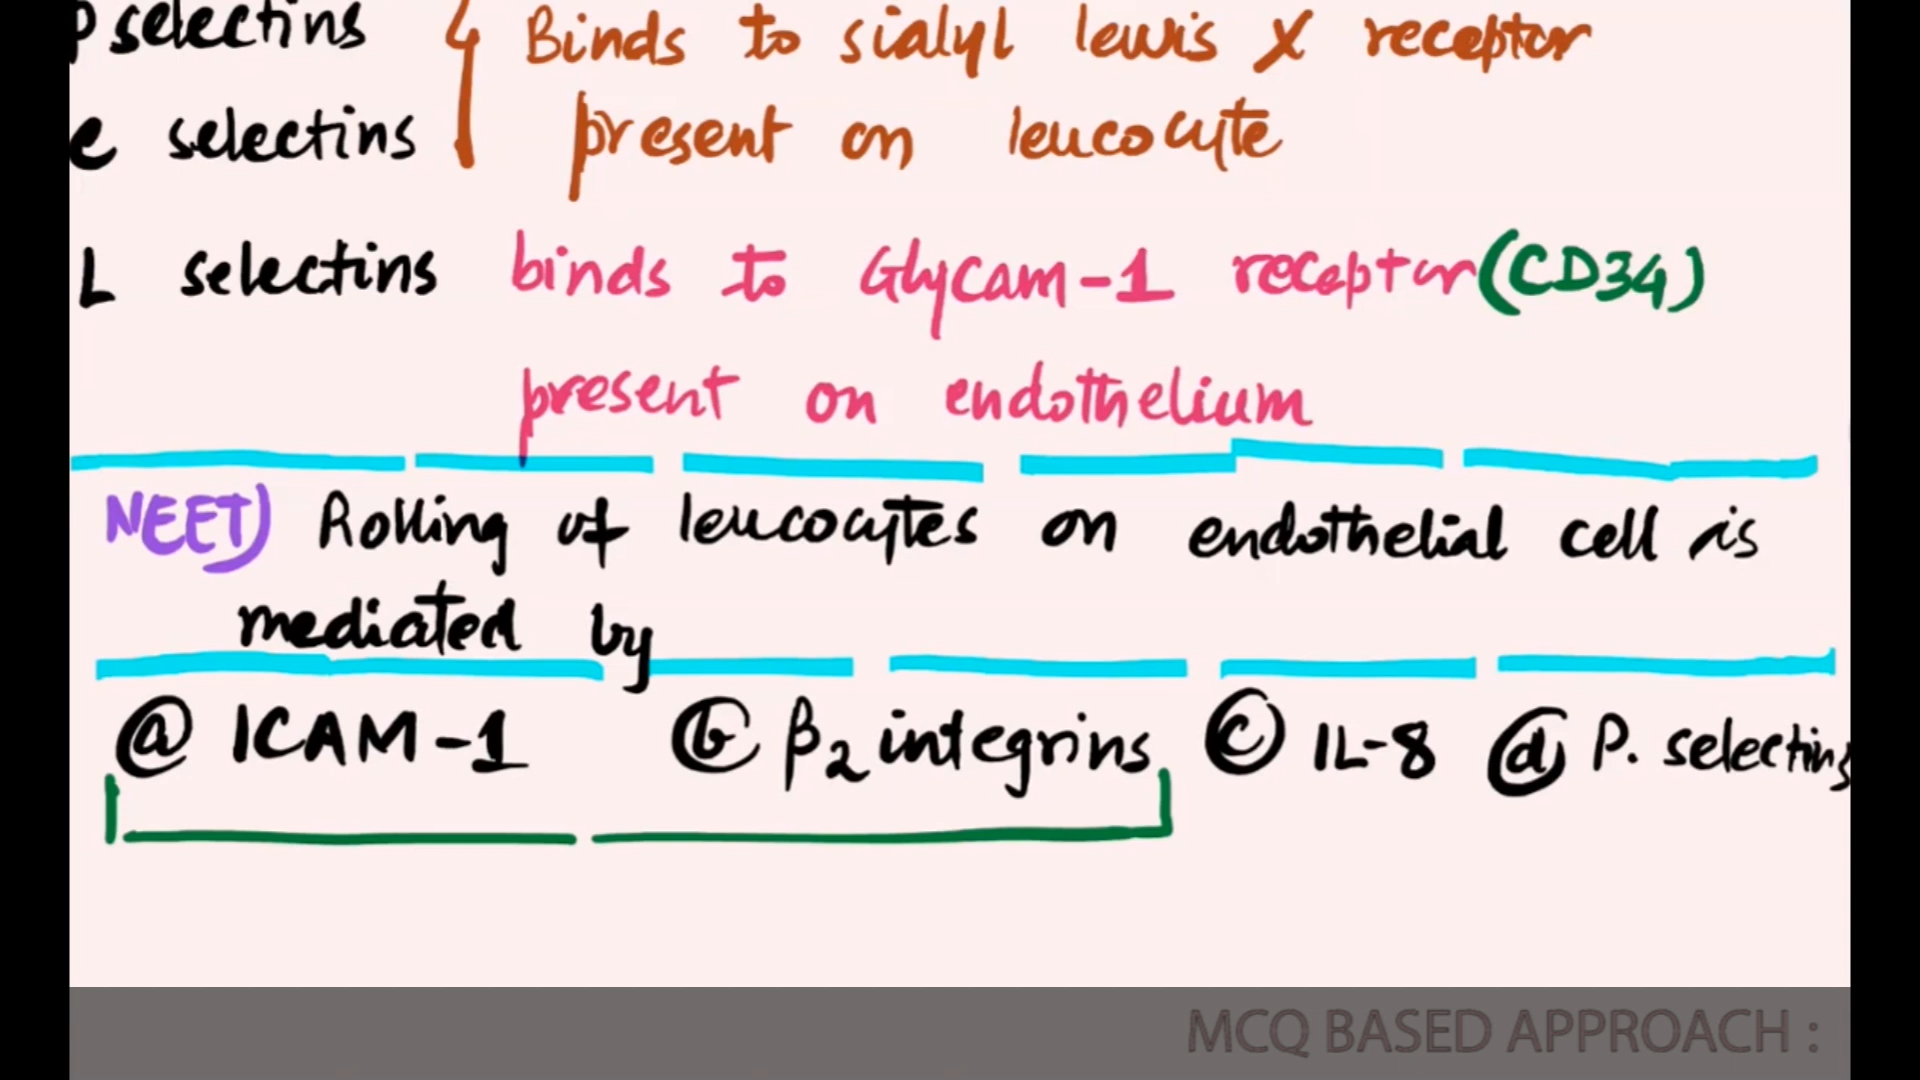 P selectins Binds to sialyl lewis X receptor
e selectins present on leucocyte
L selectins binds to Glycam-1 receptor (CD34)
present on endothelium
NEET) Rolling of leucocytes on endothelial cell is
mediated by
ⓐ ICAM-1 ⓑ β2 integrins ⓒ IL-8 ⓓ P. selectins
MCQ BASED APPROACH :